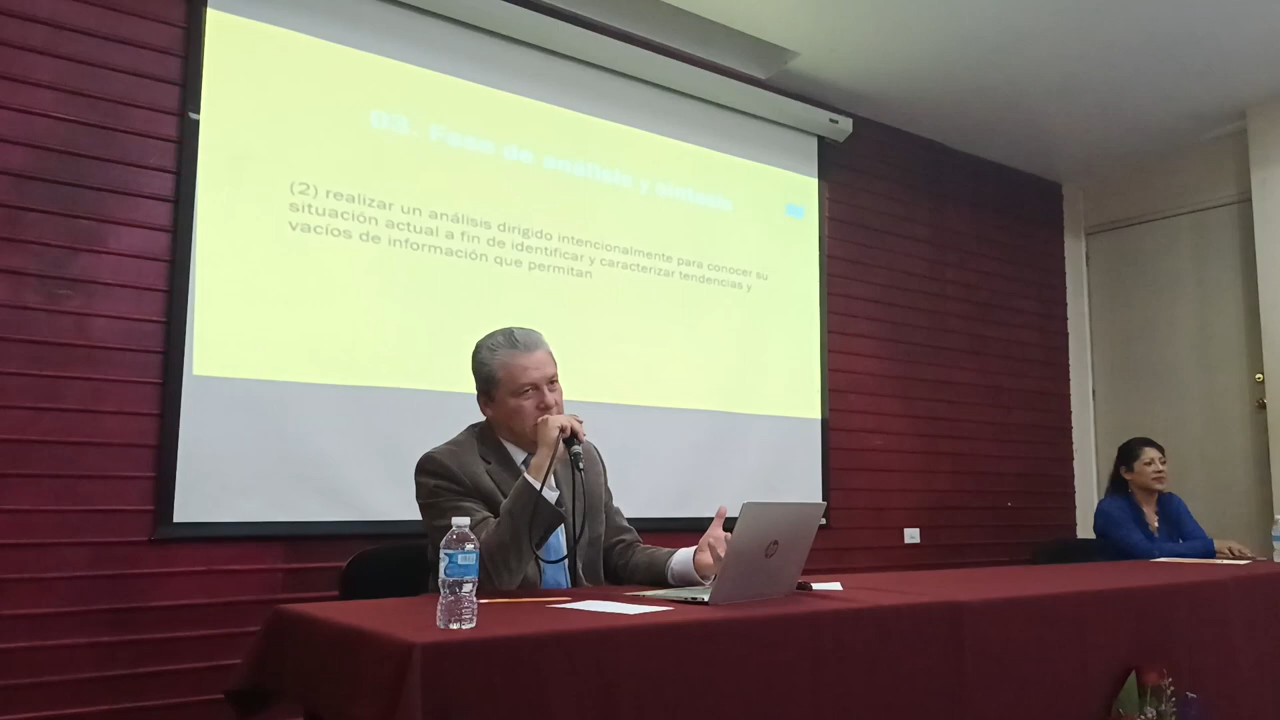 03. Fase de análisis y síntesis
(2) realizar un análisis dirigido intencionalmente para conocer su
situación actual a fin de identificar y caracterizar tendencias y
vacíos de información que permitan
hp